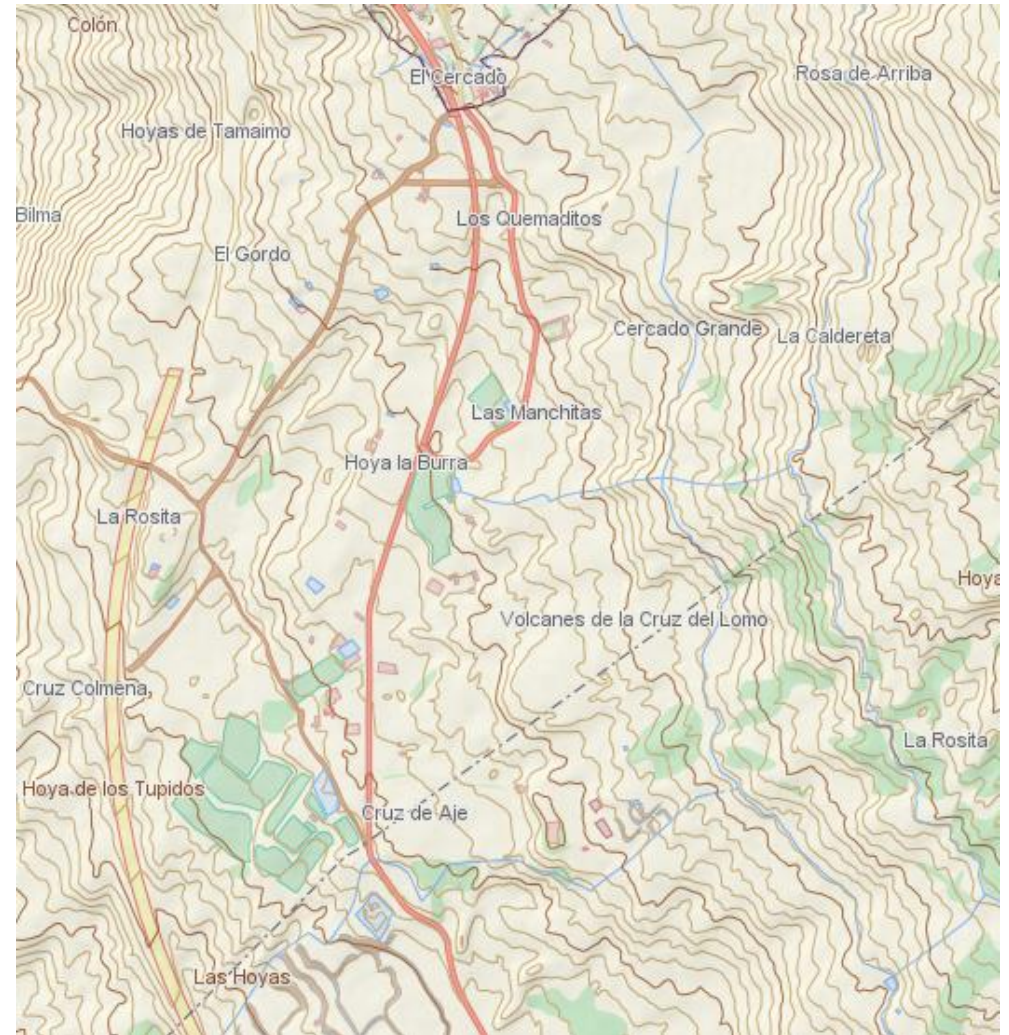 Colón
El Cercado
Rosa de Arriba
Hoyas de Tamaimo
Bilma
Los Quemaditos
El Gordo
Cercado Grande
La Caldereta
Las Manchitas
Hoya la Burra
La Rosita
Hoya
Volcanes de la Cruz del Lomo
Cruz Colmena,
La Rosita
Hoya de los Tupidos
Cruz de Aje
Las Hoyas